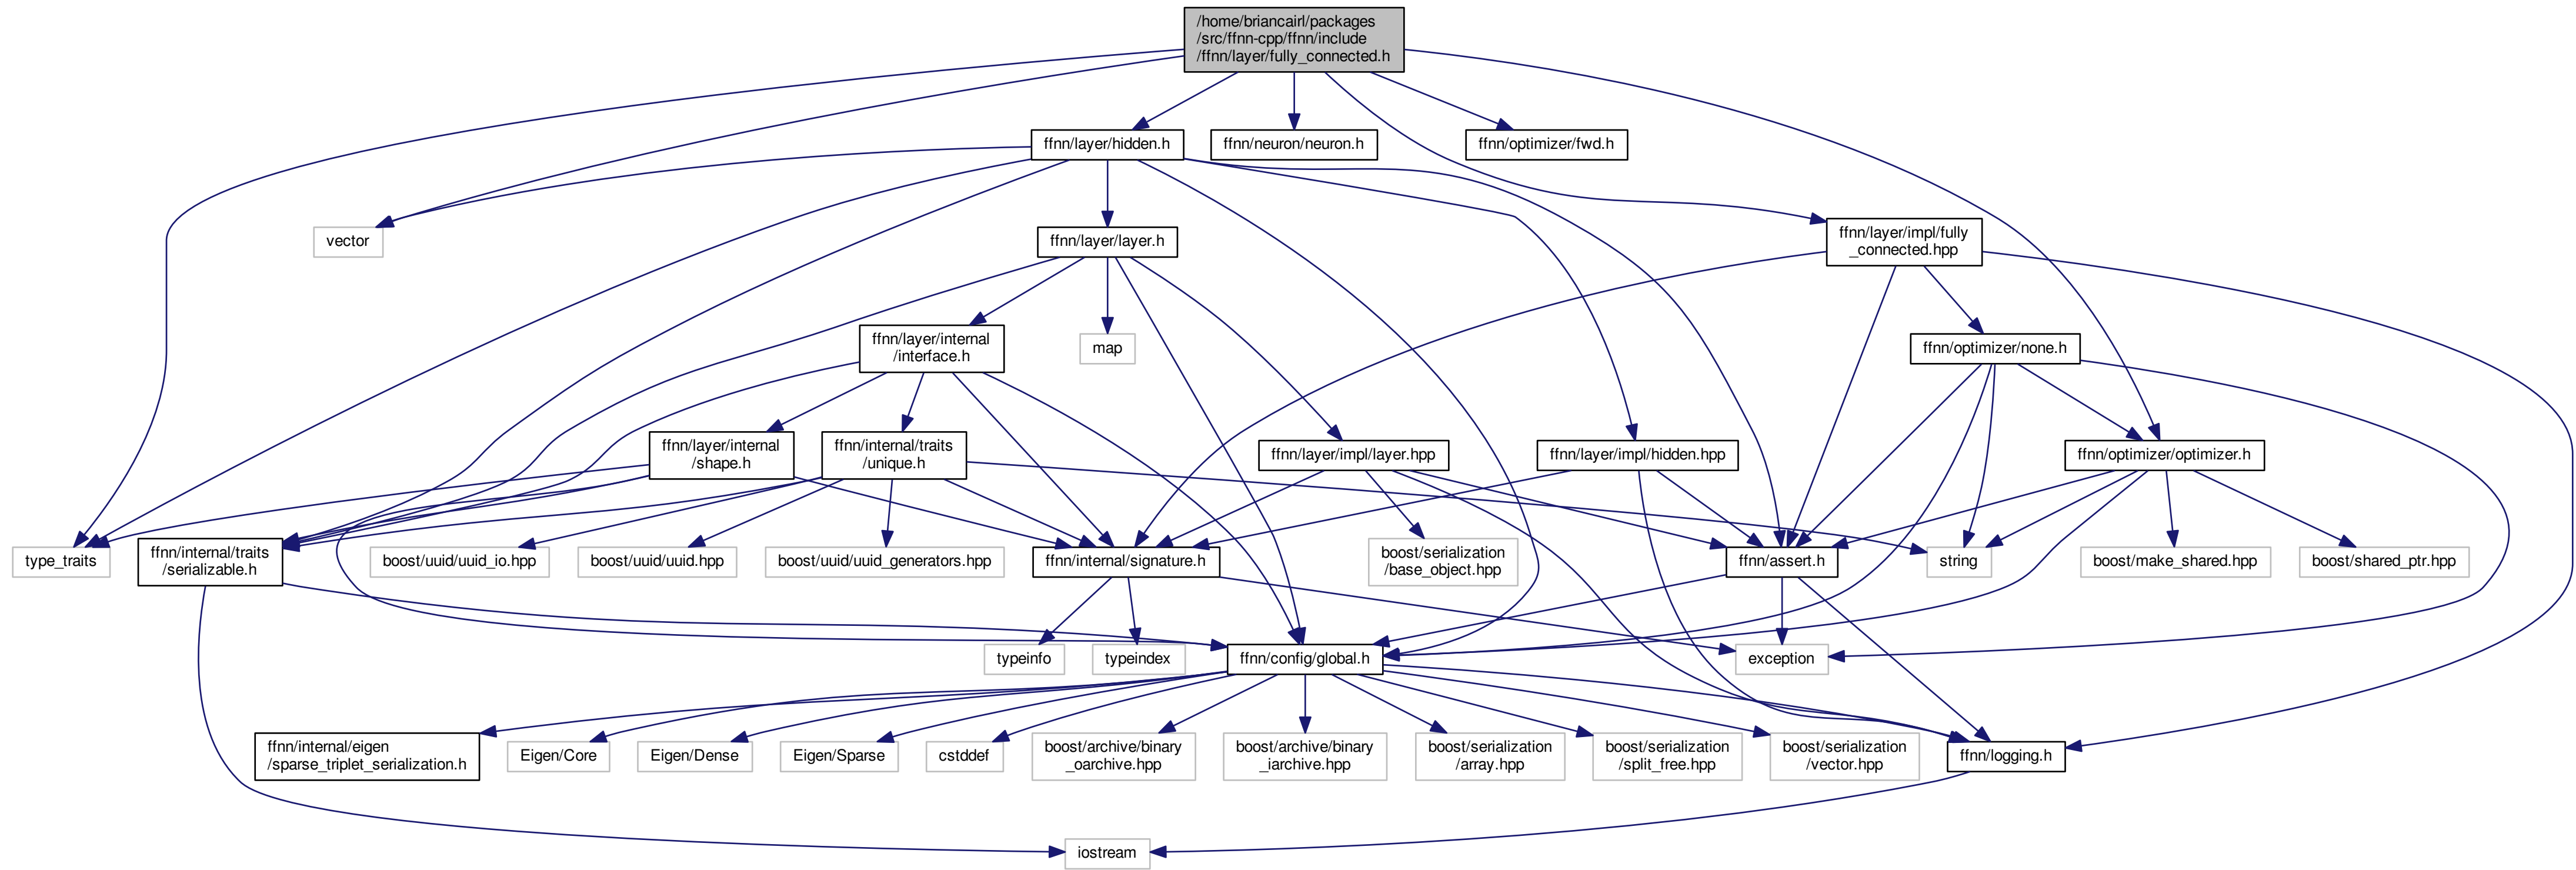 /home/briancairl/packages
/src/ffnn-cpp/ffnn/include
/ffnn/layer/fully_connected.h
ffnn/layer/hidden.h
ffnn/neuron/neuron.h
ffnn/optimizer/fwd.h
vector
ffnn/layer/layer.h
ffnn/layer/impl/fully
_connected.hpp
ffnn/layer/internal
/interface.h
map
ffnn/optimizer/none.h
ffnn/layer/internal
/shape.h
ffnn/internal/traits
/unique.h
ffnn/layer/impl/layer.hpp
ffnn/layer/impl/hidden.hpp
ffnn/optimizer/optimizer.h
type_traits
ffnn/internal/traits
/serializable.h
boost/uuid/uuid_io.hpp
boost/uuid/uuid.hpp
boost/uuid/uuid_generators.hpp
ffnn/internal/signature.h
boost/serialization
/base_object.hpp
ffnn/assert.h
string
boost/make_shared.hpp
boost/shared_ptr.hpp
typeinfo
typeindex
ffnn/config/global.h
exception
ffnn/internal/eigen
/sparse_triplet_serialization.h
Eigen/Core
Eigen/Dense
Eigen/Sparse
cstddef
boost/archive/binary
_oarchive.hpp
boost/archive/binary
_iarchive.hpp
boost/serialization
/array.hpp
boost/serialization
/split_free.hpp
boost/serialization
/vector.hpp
ffnn/logging.h
iostream